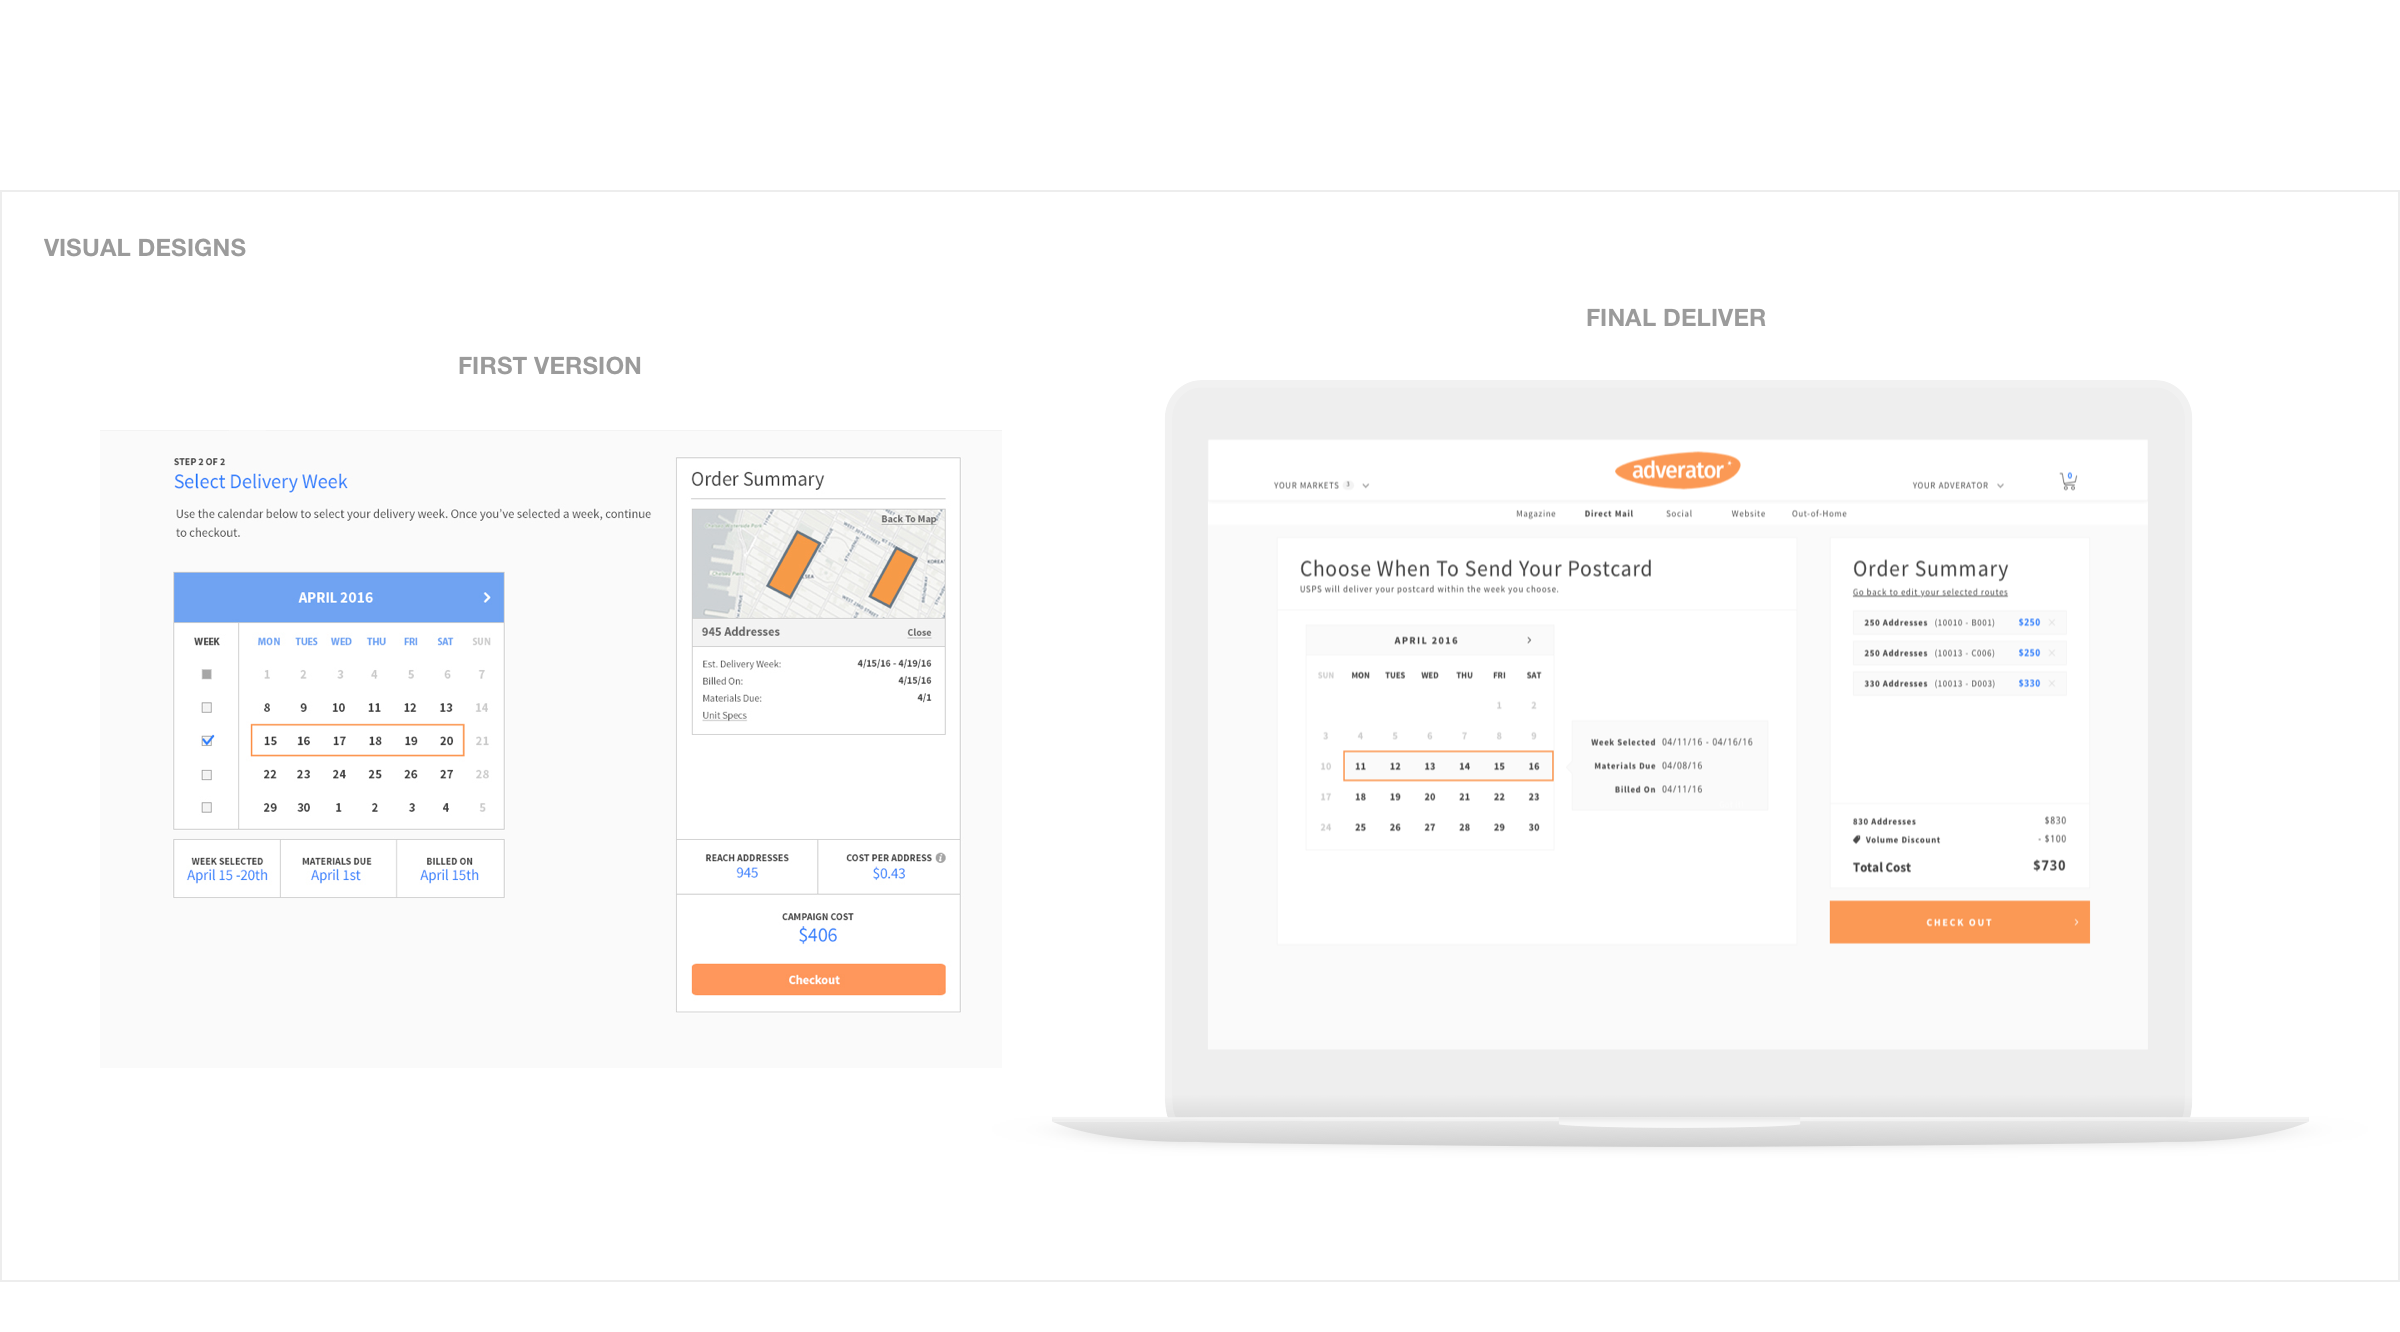 VISUAL DESIGNS
FIRST VERSION
STEP 2 OF 2
Select Delivery Week
Use the calendar below to select your delivery week. Once you've selected a week, continue
to checkout.
APRIL 2016
WEEK MON TUES WED THU FRI SAT SUN
1 2 3 4 5 6 7
8 9 10 11 12 13 14
15 16 17 18 19 20 21
22 23 24 25 26 27 28
29 30 1 2 3 4 5
WEEK SELECTED MATERIALS DUE BILLED ON
April 15 -20th April 1st April 15th
Order Summary
Back To Map
945 Addresses Close
Est. Delivery Week: 4/15/16 - 4/19/16
Billed On: 4/15/16
Materials Due: 4/1
Unit Specs
REACH ADDRESSES COST PER ADDRESS i
945 $0.43
CAMPAIGN COST
$406
Checkout
FINAL DELIVER
adverator
YOUR MARKETS 3 YOUR ADVERATOR 0
Magazine Direct Mail Social Website Out-of-Home
Choose When To Send Your Postcard
USPS will deliver your postcard within the week you choose.
APRIL 2016
SUN MON TUES WED THU FRI SAT
1 2
3 4 5 6 7 8 9
10 11 12 13 14 15 16
17 18 19 20 21 22 23
24 25 26 27 28 29 30
Week Selected 04/11/16 - 04/16/16
Materials Due 04/08/16
Billed On 04/11/16
Order Summary
Go back to edit your selected routes
250 Addresses (10010 - B001) $250
250 Addresses (10013 - C006) $250
330 Addresses (10013 - D003) $330
830 Addresses $830
Volume Discount - $100
Total Cost $730
CHECK OUT